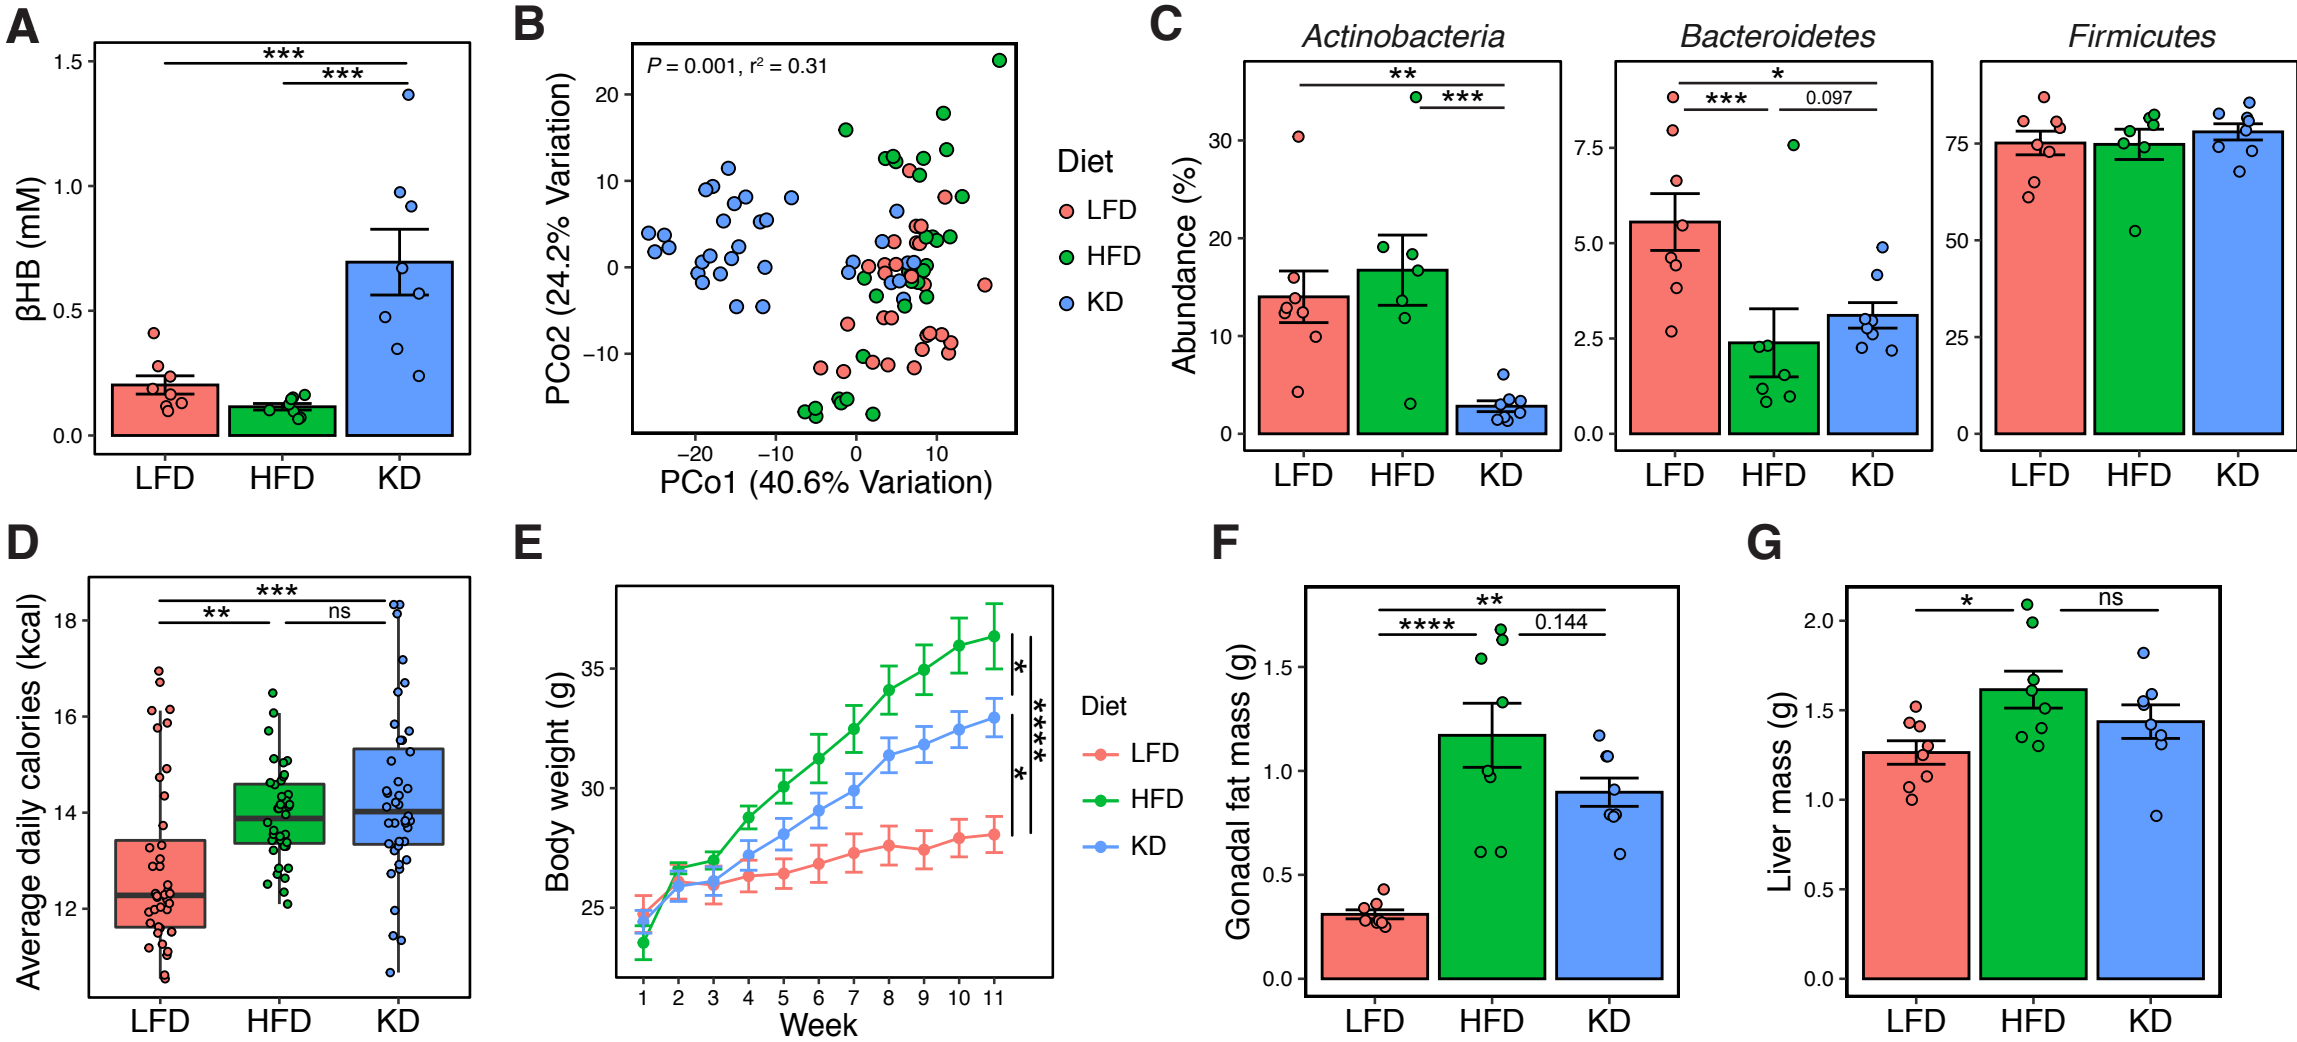 A
1.5
1.0
0.5
0.0
βHB (mM)
***
***
LFD
HFD
KD
B
P = 0.001, r² = 0.31
20
10
0
−10
PCo2 (24.2% Variation)
−20
−10
0
10
PCo1 (40.6% Variation)
Diet
LFD
HFD
KD
C
Abundance (%)
Actinobacteria
**
***
30
20
10
0
LFD
HFD
KD
Bacteroidetes
*
***
0.097
7.5
5.0
2.5
0.0
LFD
HFD
KD
Firmicutes
75
50
25
0
LFD
HFD
KD
D
Average daily calories (kcal)
***
**
ns
18
16
14
12
LFD
HFD
KD
E
Body weight (g)
35
30
25
*
*
****
1 2 3 4 5 6 7 8 9 10 11
Week
Diet
LFD
HFD
KD
F
Gonadal fat mass (g)
**
****
0.144
1.5
1.0
0.5
0.0
LFD
HFD
KD
G
Liver mass (g)
*
ns
2.0
1.5
1.0
0.5
0.0
LFD
HFD
KD